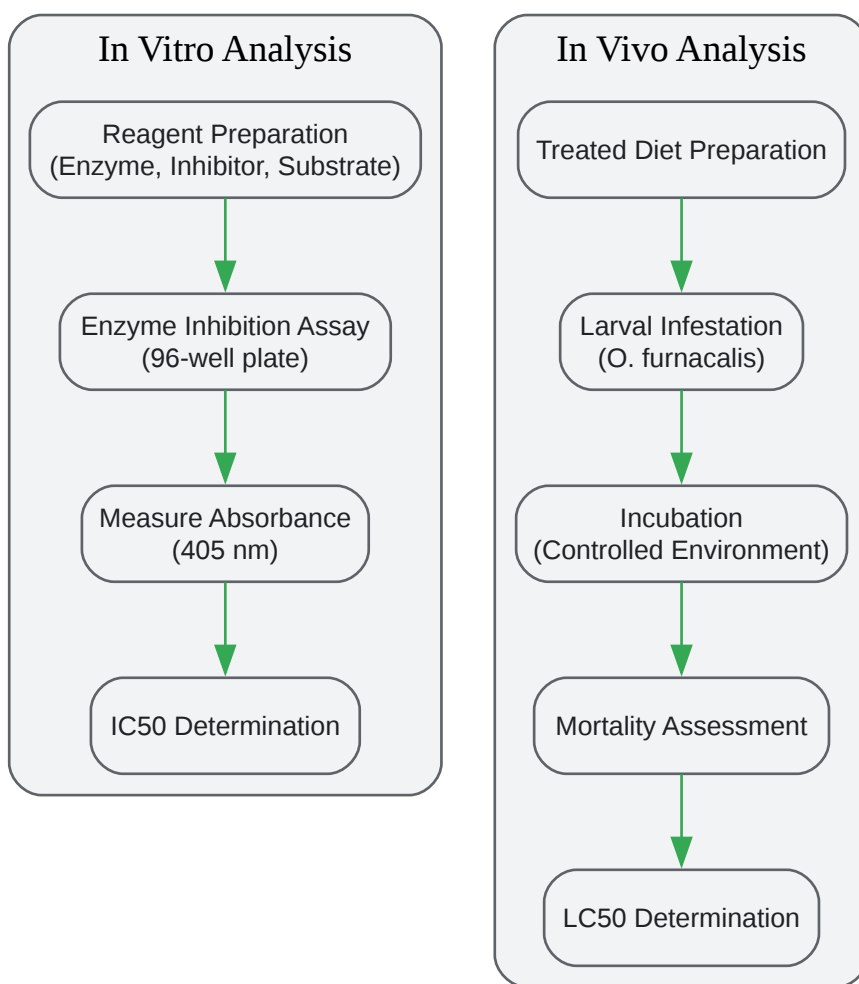 In Vitro Analysis
Reagent Preparation
(Enzyme, Inhibitor, Substrate)
Enzyme Inhibition Assay
(96-well plate)
Measure Absorbance
(405 nm)
IC50 Determination
In Vivo Analysis
Treated Diet Preparation
Larval Infestation
(O. furnacalis)
Incubation
(Controlled Environment)
Mortality Assessment
LC50 Determination